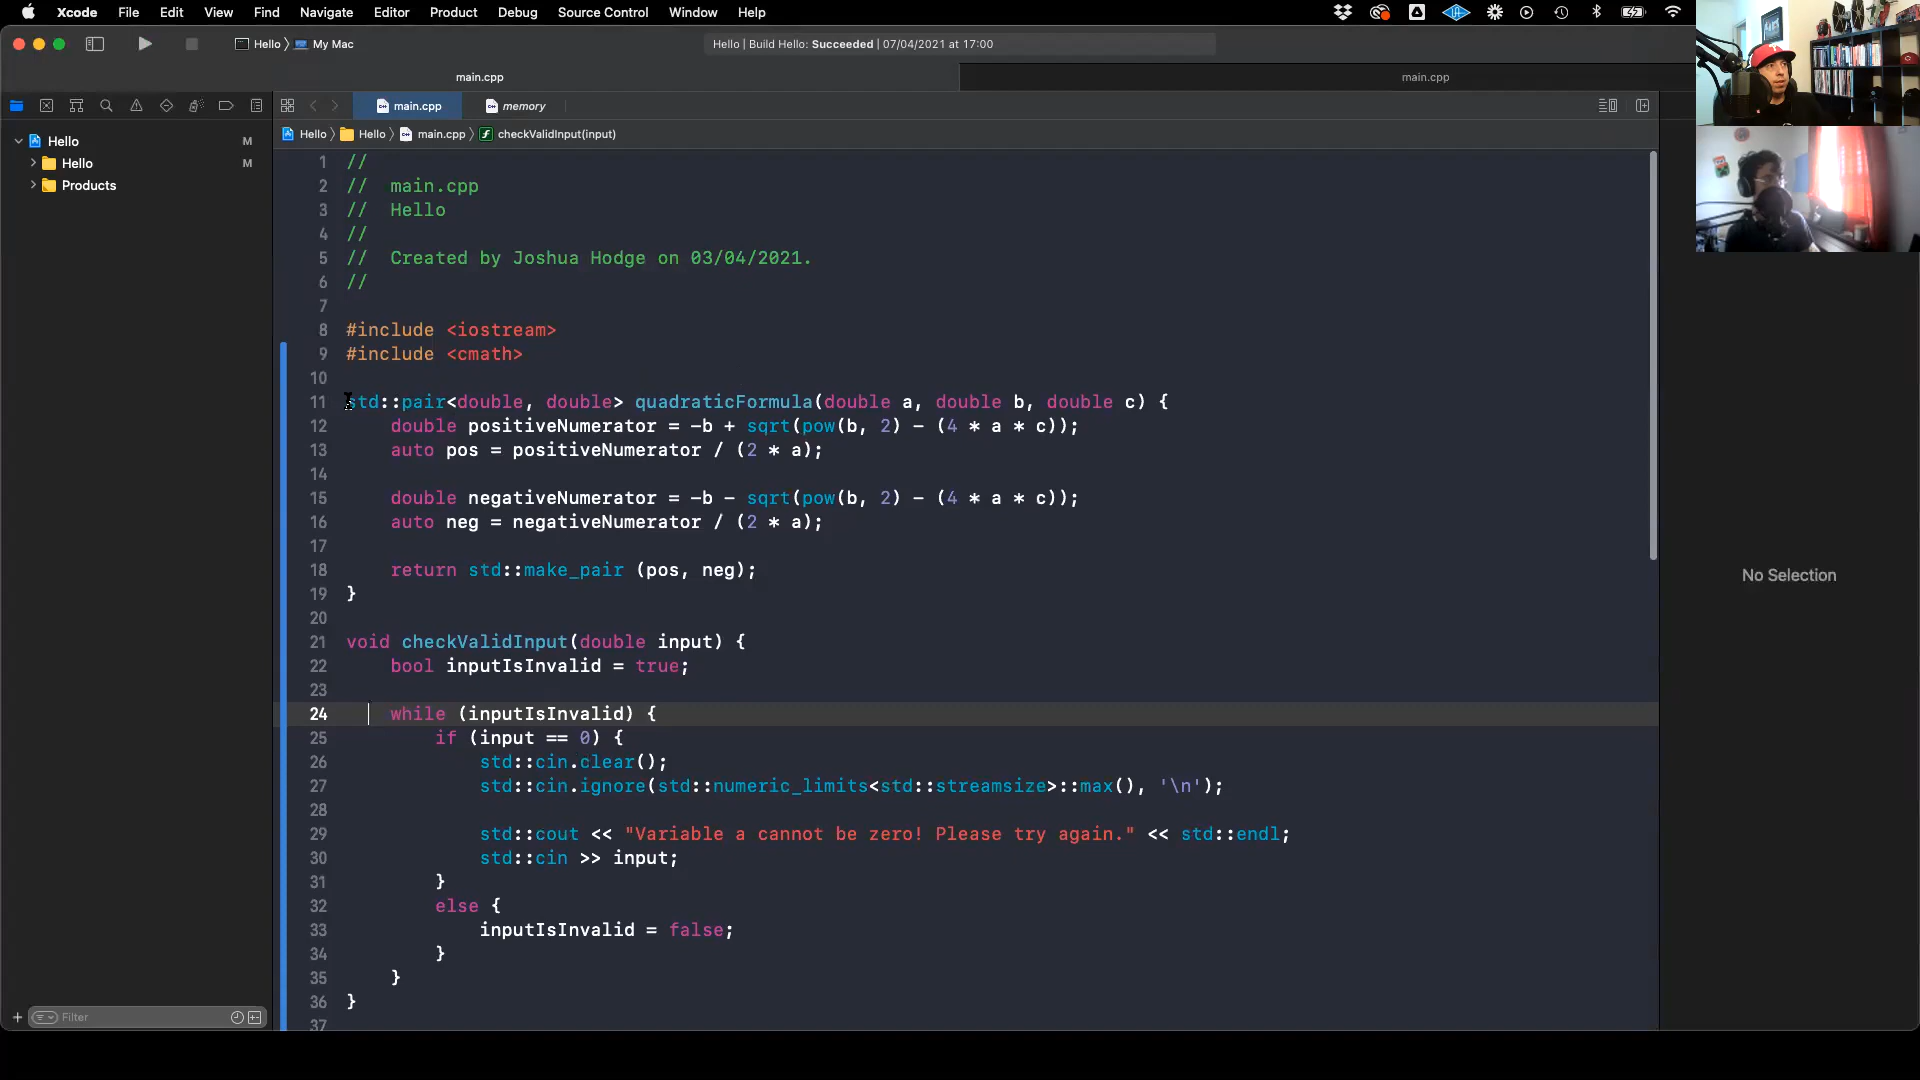 Xcode File Edit View Find Navigate Editor Product Debug Source Control Window Help
Hello 〉 My Mac
Hello | Build Hello: Succeeded | 07/04/2021 at 17:00
main.cpp
main.cpp
main.cpp
memory
Hello 〉 Hello 〉 main.cpp 〉 checkValidInput(input)
Hello M
Hello M
Products
1 //
2 //  main.cpp
3 //  Hello
4 //
5 //  Created by Joshua Hodge on 03/04/2021.
6 //
7
8 #include <iostream>
9 #include <cmath>
10
11 std::pair<double, double> quadraticFormula(double a, double b, double c) {
12     double positiveNumerator = -b + sqrt(pow(b, 2) - (4 * a * c));
13     auto pos = positiveNumerator / (2 * a);
14
15     double negativeNumerator = -b - sqrt(pow(b, 2) - (4 * a * c));
16     auto neg = negativeNumerator / (2 * a);
17
18     return std::make_pair (pos, neg);
19 }
20
21 void checkValidInput(double input) {
22     bool inputIsInvalid = true;
23
24     while (inputIsInvalid) {
25         if (input == 0) {
26             std::cin.clear();
27             std::cin.ignore(std::numeric_limits<std::streamsize>::max(), '\n');
28
29             std::cout << "Variable a cannot be zero! Please try again." << std::endl;
30             std::cin >> input;
31         }
32         else {
33             inputIsInvalid = false;
34         }
35     }
36 }
37
No Selection
Filter